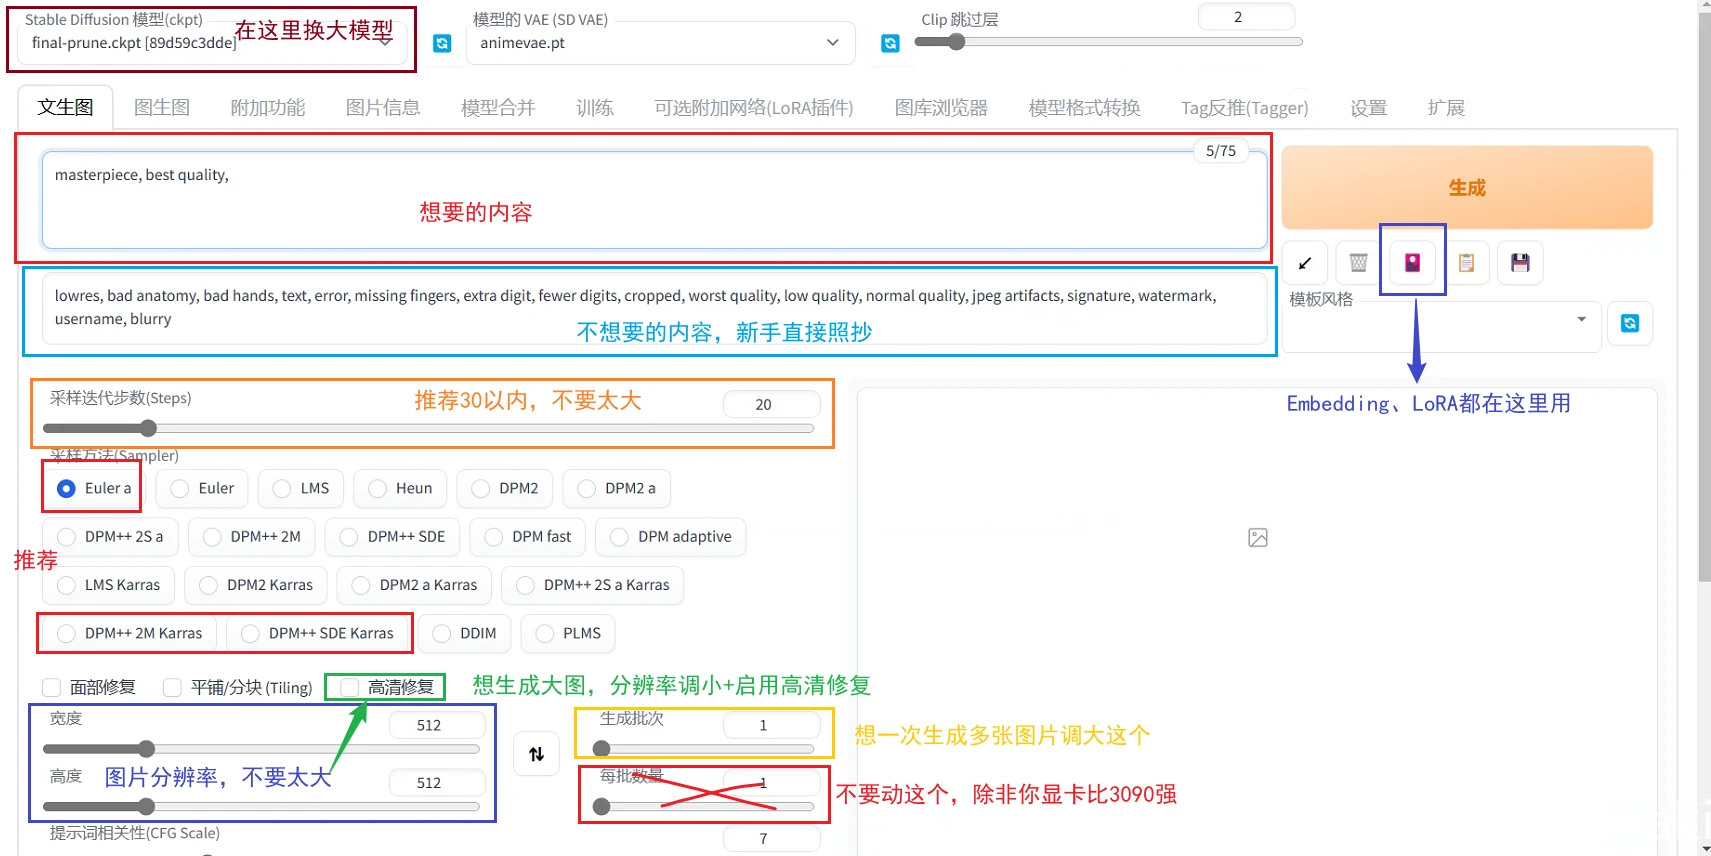 Stable Diffusion 模型(ckpt)
final-prune.ckpt [89d59c3dde]
在这里换大模型
模型的 VAE (SD VAE)
animevae.pt
Clip 跳过层
2
文生图
图生图
附加功能
图片信息
模型合并
训练
可选附加网络(LoRA插件)
图库浏览器
模型格式转换
Tag反推(Tagger)
设置
扩展
5/75
masterpiece, best quality,
想要的内容
生成
lowres, bad anatomy, bad hands, text, error, missing fingers, extra digit, fewer digits, cropped, worst quality, low quality, normal quality, jpeg artifacts, signature, watermark,
username, blurry
不想要的内容，新手直接照抄
模板风格
Embedding、LoRA都在这里用
采样迭代步数(Steps)
推荐30以内，不要太大
20
采样方法(Sampler)
Euler a
Euler
LMS
Heun
DPM2
DPM2 a
DPM++ 2S a
DPM++ 2M
DPM++ SDE
DPM fast
DPM adaptive
推荐
LMS Karras
DPM2 Karras
DPM2 a Karras
DPM++ 2S a Karras
DPM++ 2M Karras
DPM++ SDE Karras
DDIM
PLMS
面部修复
平铺/分块 (Tiling)
高清修复
想生成大图，分辨率调小+启用高清修复
宽度
512
生成批次
1
想一次生成多张图片调大这个
高度
512
图片分辨率，不要太大
每批数量
1
不要动这个，除非你显卡比3090强
提示词相关性(CFG Scale)
7